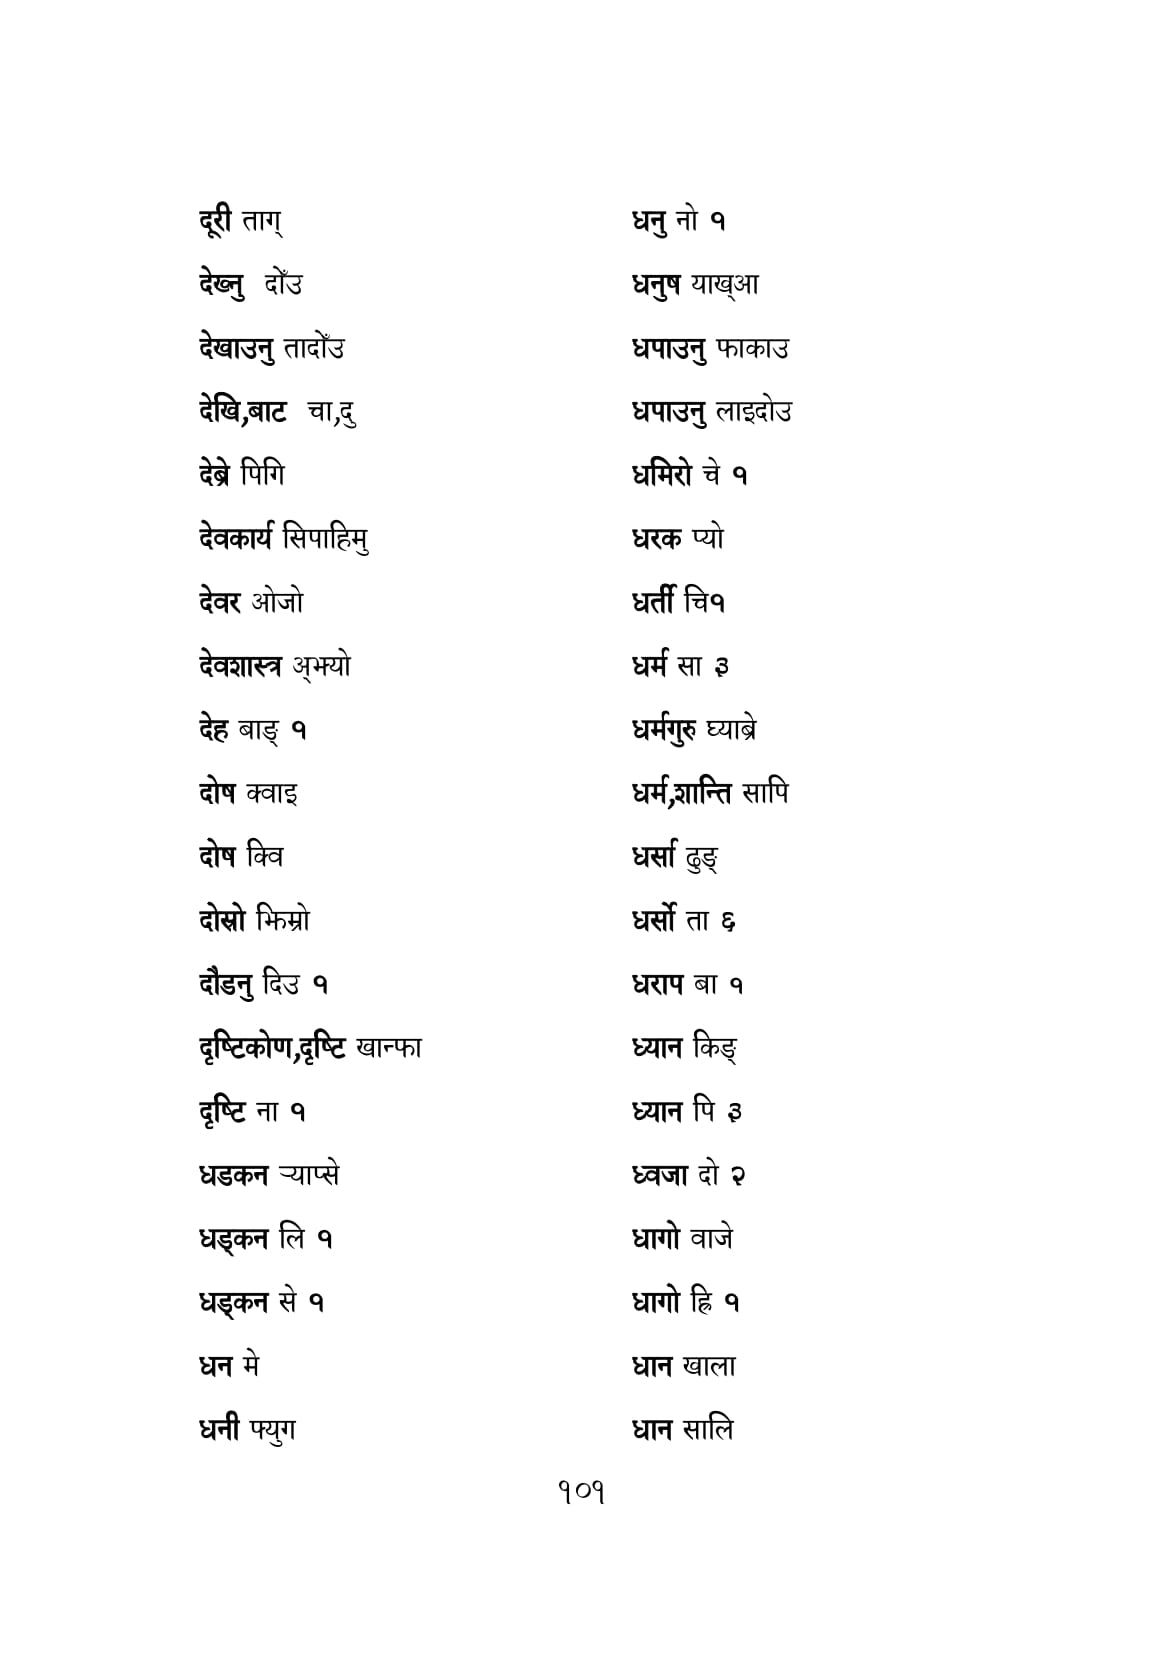 दूरी ताग्
देख्नु दोँउ
देखाउनु तादोँउ
देखि,बाट चा,दु
देब्रे पिगि
देवकार्य सिपाहिमु
देवर ओजो
देवशास्त्र अ्झ्यो
देह बाङ् १
दोष क्वाइ
दोष क्वि
दोस्रो झिम्रो
दौडनु दिउ १
दृष्टिकोण,दृष्टि खान्फा
दृष्टि ना १
धडकन ऱ्याप्से
धड्कन लि १
धड्कन से १
धन मे
धनी फ्युग
धनु नो १
धनुष याख्आ
धपाउनु फाकाउ
धपाउनु लाइदोउ
धमिरो चे १
धरक प्यो
धर्ती चि१
धर्म सा ३
धर्मगुरु घ्याब्रे
धर्म,शान्ति सापि
धर्सा ढुङ्
धर्सो ता ६
धराप बा १
ध्यान किङ्
ध्यान पि ३
ध्वजा दो २
धागो वाजे
धागो ह्रि १
धान खाला
धान सालि
१०१